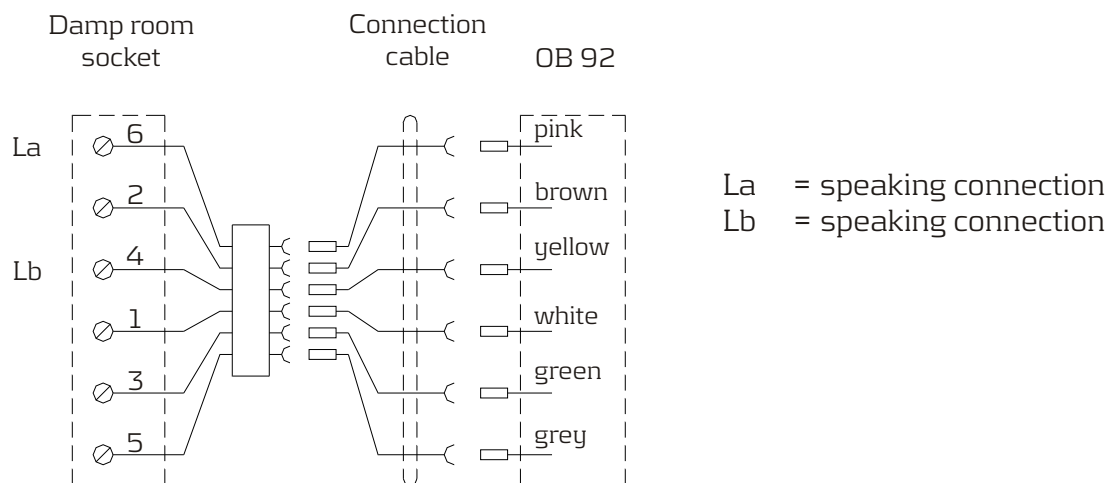 Damp room
socket
Connection
cable
OB 92
La
6
pink
2
brown
Lb
4
yellow
1
white
3
green
5
grey
La = speaking connection
Lb = speaking connection